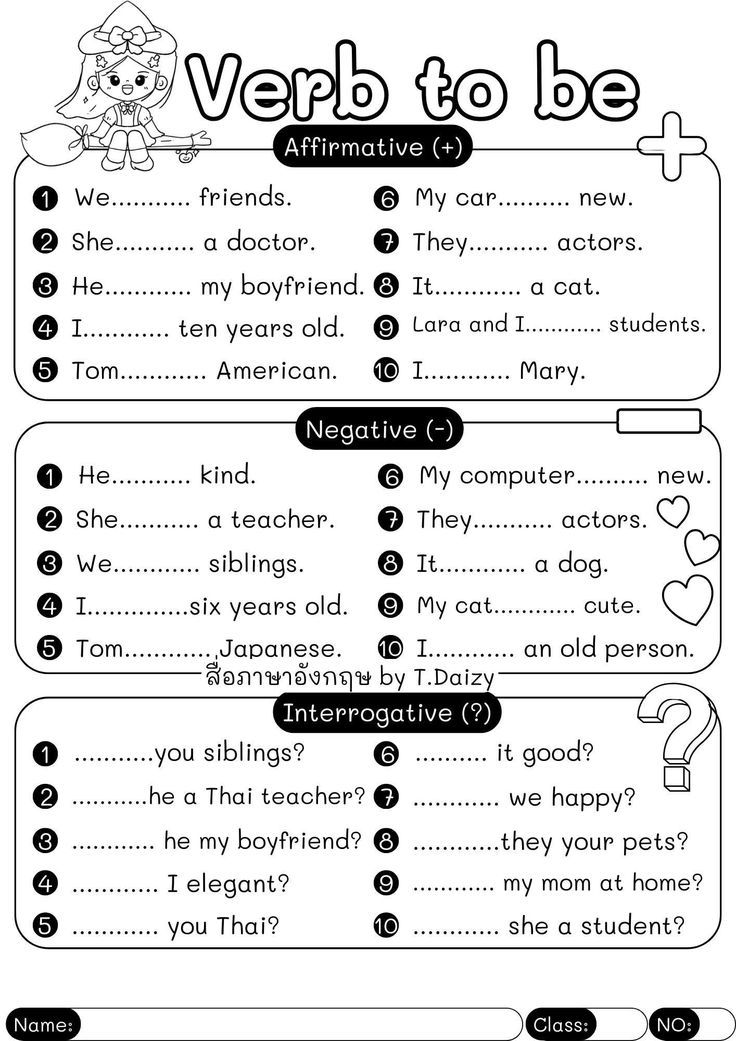 Verb to be
Affirmative (+)
1 We........... friends.
2 She........... a doctor.
3 He............ my boyfriend.
4 I............ ten years old.
5 Tom............ American.
6 My car.......... new.
7 They........... actors.
8 It............ a cat.
9 Lara and I............ students.
10 I............ Mary.
Negative (-)
1 He........... kind.
2 She........... a teacher.
3 We............ siblings.
4 I..............six years old.
5 Tom............ Japanese.
6 My computer.......... new.
7 They........... actors.
8 It............ a dog.
9 My cat........... cute.
10 I............ an old person.
สื่อภาษาอังกฤษ by T.Daizy
Interrogative (?)
1 ...........you siblings?
2 ...........he a Thai teacher?
3 ............ he my boyfriend?
4 ............ I elegant?
5 ............ you Thai?
6 .......... it good?
7 ............ we happy?
8 ............they your pets?
9 ............ my mom at home?
10 ............ she a student?
Name:
Class:
NO: